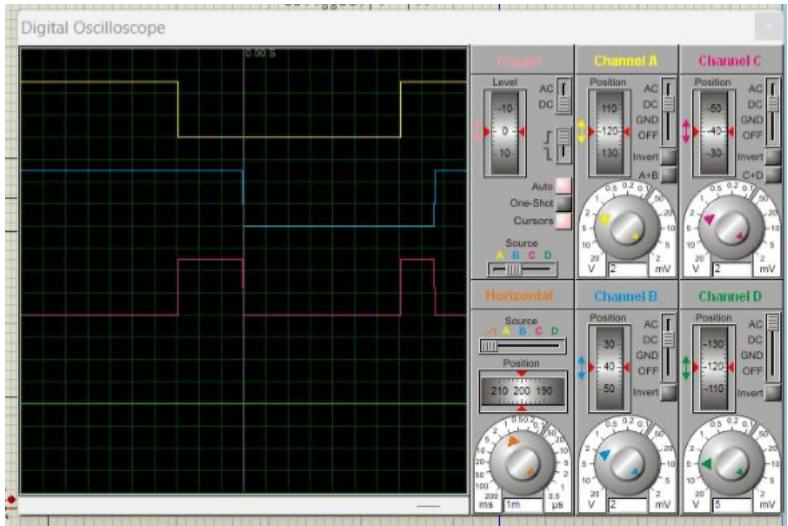 Digital Oscilloscope
0.00 S
Trigger
Level
-10
0
10
AC
DC
Auto
One-Shot
Cursors
Source
A B C D
Channel A
Position
110
120
130
AC
DC
GND
OFF
Invert
A+B
V 2 mV
Channel C
Position
-50
-40
-30
AC
DC
GND
OFF
Invert
C+D
V 2 mV
Horizontal
Source
A B C D
Position
210 200 190
200
ms 1m µs
0.5
Channel B
Position
30
40
50
AC
DC
GND
OFF
Invert
V 2 mV
Channel D
Position
-130
-120
-110
AC
DC
GND
OFF
Invert
V 5 mV